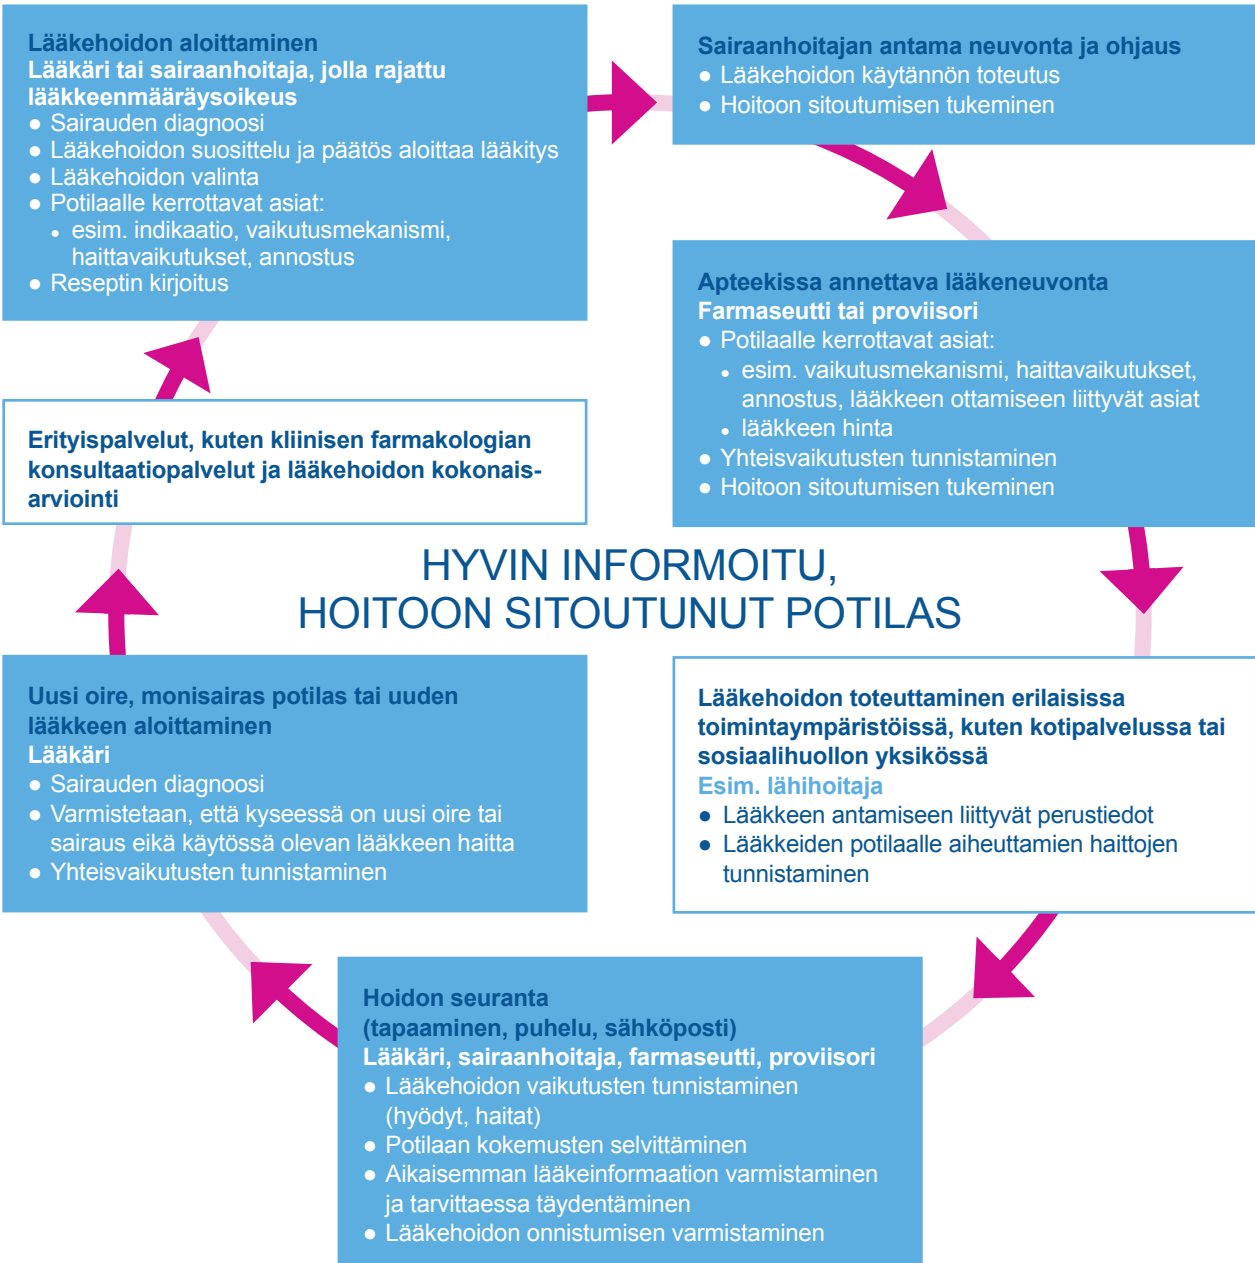 Lääkehoidon aloittaminen
Lääkäri tai sairaanhoitaja, jolla rajattu
lääkkeenmääräysoikeus
● Sairauden diagnoosi
● Lääkehoidon suosittelu ja päätös aloittaa lääkitys
● Lääkehoidon valinta
● Potilaalle kerrottavat asiat:
● esim. indikaatio, vaikutusmekanismi,
haittavaikutukset, annostus
● Reseptin kirjoitus
Sairaanhoitajan antama neuvonta ja ohjaus
● Lääkehoidon käytännön toteutus
● Hoitoon sitoutumisen tukeminen
Apteekissa annettava lääkeneuvonta
Farmaseutti tai proviisori
● Potilaalle kerrottavat asiat:
● esim. vaikutusmekanismi, haittavaikutukset,
annostus, lääkkeen ottamiseen liittyvät asiat
● lääkkeen hinta
● Yhteisvaikutusten tunnistaminen
● Hoitoon sitoutumisen tukeminen
Erityispalvelut, kuten kliinisen farmakologian
konsultaatiopalvelut ja lääkehoidon kokonais-
arviointi
HYVIN INFORMOITU,
HOITOON SITOUTUNUT POTILAS
Lääkehoidon toteuttaminen erilaisissa
toimintaympäristöissä, kuten kotipalvelussa tai
sosiaalihuollon yksikössä
Esim. lähihoitaja
● Lääkkeen antamiseen liittyvät perustiedot
● Lääkkeiden potilaalle aiheuttamien haittojen
tunnistaminen
Uusi oire, monisairas potilas tai uuden
lääkkeen aloittaminen
Lääkäri
● Sairauden diagnoosi
● Varmistetaan, että kyseessä on uusi oire tai
sairaus eikä käytössä olevan lääkkeen haitta
● Yhteisvaikutusten tunnistaminen
Hoidon seuranta
(tapaaminen, puhelu, sähköposti)
Lääkäri, sairaanhoitaja, farmaseutti, proviisori
● Lääkehoidon vaikutusten tunnistaminen
(hyödyt, haitat)
● Potilaan kokemusten selvittäminen
● Aikaisemman lääkeinformaation varmistaminen
ja tarvittaessa täydentäminen
● Lääkehoidon onnistumisen varmistaminen